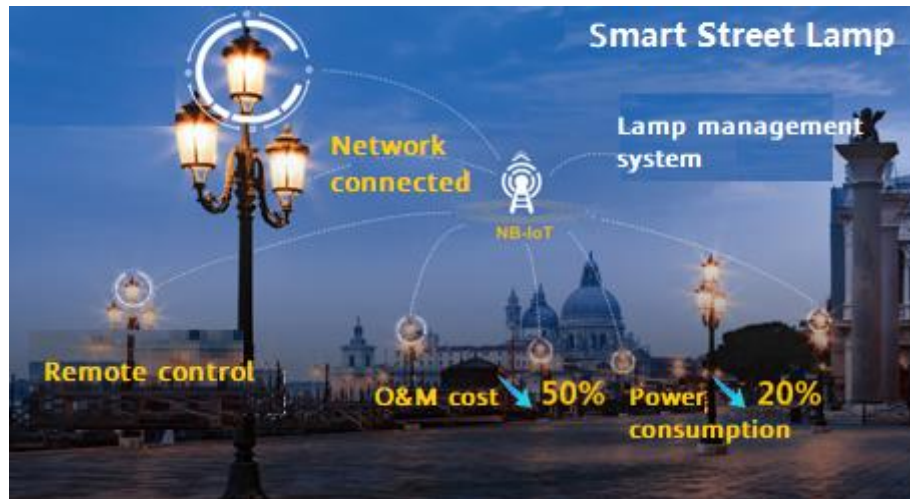 Smart Street Lamp
Lamp management
system
Network
connected
NB-IoT
Remote control
O&M cost 50%
Power 20%
consumption